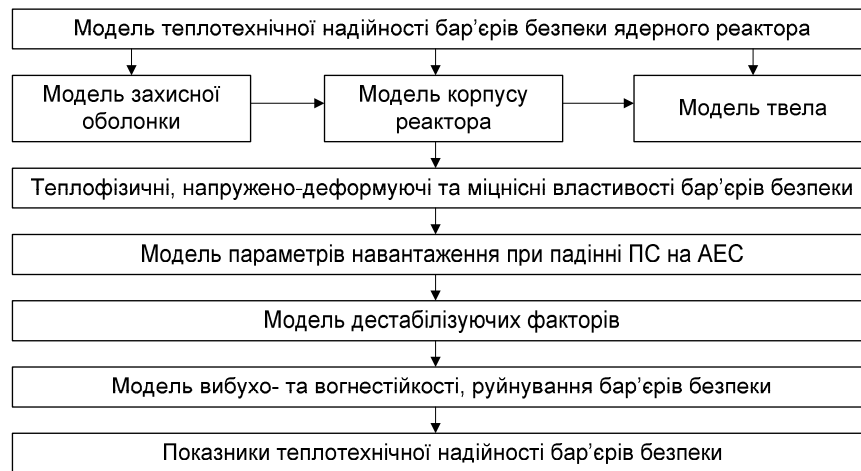 Модель теплотехнічної надійності бар’єрів безпеки ядерного реактора
Модель захисної
оболонки
Модель корпусу
реактора
Модель твела
Теплофізичні, напружено-деформуючі та міцнісні властивості бар’єрів безпеки
Модель параметрів навантаження при падінні ПС на АЕС
Модель дестабілізуючих факторів
Модель вибухо- та вогнестійкості, руйнування бар’єрів безпеки
Показники теплотехнічної надійності бар’єрів безпеки